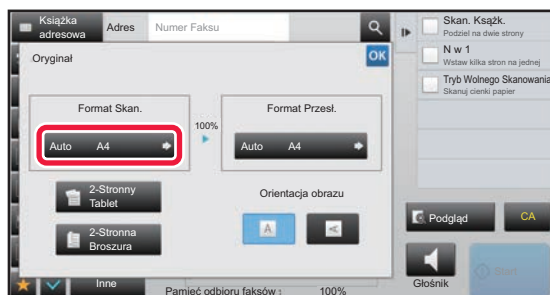 Książka
adresowa
Adres
Numer Faksu
Oryginał
OK
Format Skan.
Auto A4
100%
Format Przesł.
Auto A4
2-Stronny
Tablet
2-Stronna
Broszura
Orientacja obrazu
A
A
Skan. Książk.
Podziel na dwie strony
N w 1
Wstaw kilka stron na jednej
Tryb Wolnego Skanowania
Skanuj cienki papier
Podgląd
CA
Głośnik
Start
Inne
Pamięć odbioru faksów : 100%